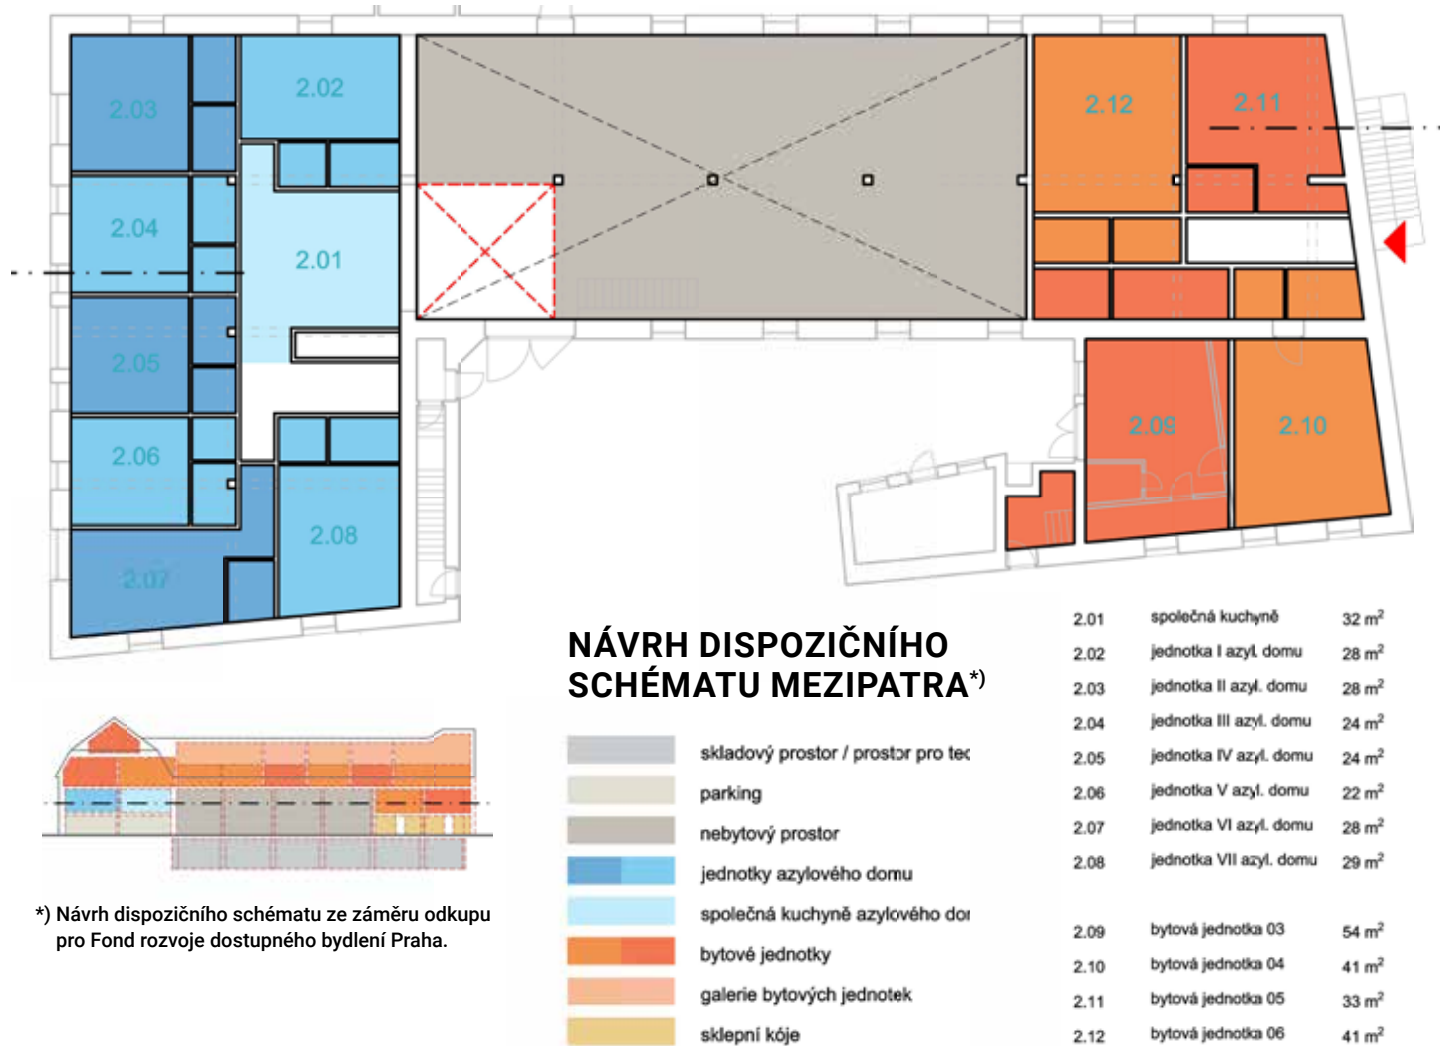 2.03
2.02
2.12
2.11
2.04
2.01
2.05
2.06
2.09
2.10
2.08
2.07
NÁVRH DISPOZIČNÍHO
SCHÉMATU MEZIPATRA*)
skladový prostor / prostor pro tec
parking
nebytový prostor
jednotky azylového domu
společná kuchyně azylového dor
bytové jednotky
galerie bytových jednotek
sklepní kóje
2.01 společná kuchyně 32 m²
2.02 jednotka I azyl. domu 28 m²
2.03 jednotka II azyl. domu 28 m²
2.04 jednotka III azyl. domu 24 m²
2.05 jednotka IV azyl. domu 24 m²
2.06 jednotka V azyl. domu 22 m²
2.07 jednotka VI azyl. domu 28 m²
2.08 jednotka VII azyl. domu 29 m²
2.09 bytová jednotka 03 54 m²
2.10 bytová jednotka 04 41 m²
2.11 bytová jednotka 05 33 m²
2.12 bytová jednotka 06 41 m²
*) Návrh dispozičního schématu ze záměru odkupu
pro Fond rozvoje dostupného bydlení Praha.